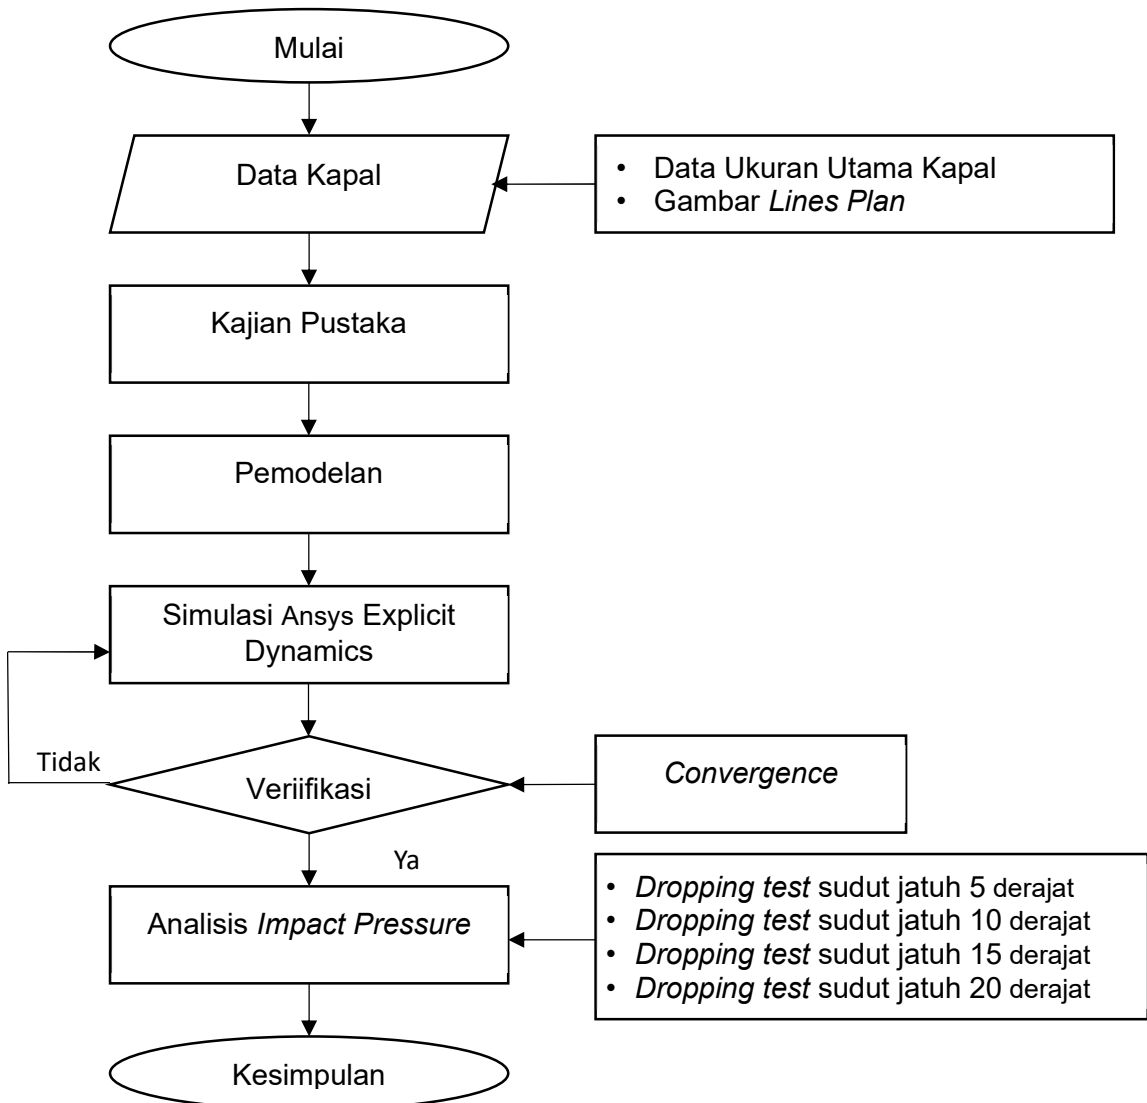 Mulai
Data Kapal
• Data Ukuran Utama Kapal
• Gambar Lines Plan
Kajian Pustaka
Pemodelan
Simulasi Ansys Explicit
Dynamics
Tidak
Veriifikasi
Convergence
Ya
Analisis Impact Pressure
• Dropping test sudut jatuh 5 derajat
• Dropping test sudut jatuh 10 derajat
• Dropping test sudut jatuh 15 derajat
• Dropping test sudut jatuh 20 derajat
Kesimpulan